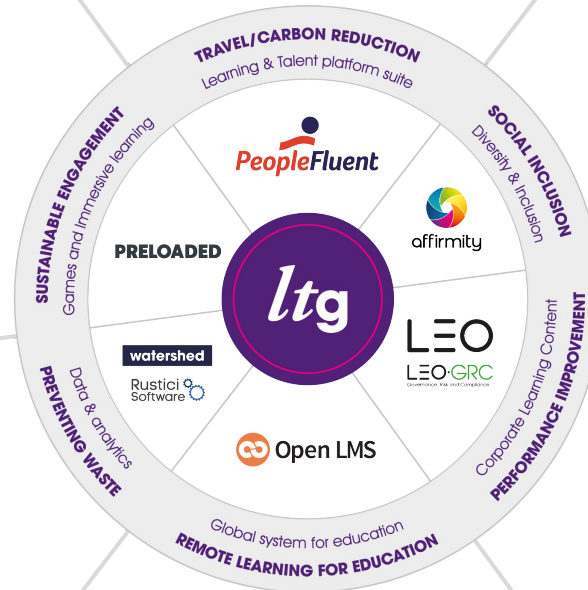 TRAVEL/CARBON REDUCTION
Learning & Talent platform suite
PeopleFluent
SOCIAL INCLUSION
Diversity & Inclusion
affirmity
PERFORMANCE IMPROVEMENT
Corporate Learning Content
LEO
LEO·GRC
Governance, Risk and Compliance
REMOTE LEARNING FOR EDUCATION
Global system for education
Open LMS
PREVENTING WASTE
Data & analytics
watershed
Rustici
Software
SUSTAINABLE ENGAGEMENT
Games and Immersive learning
PRELOADED
ltg